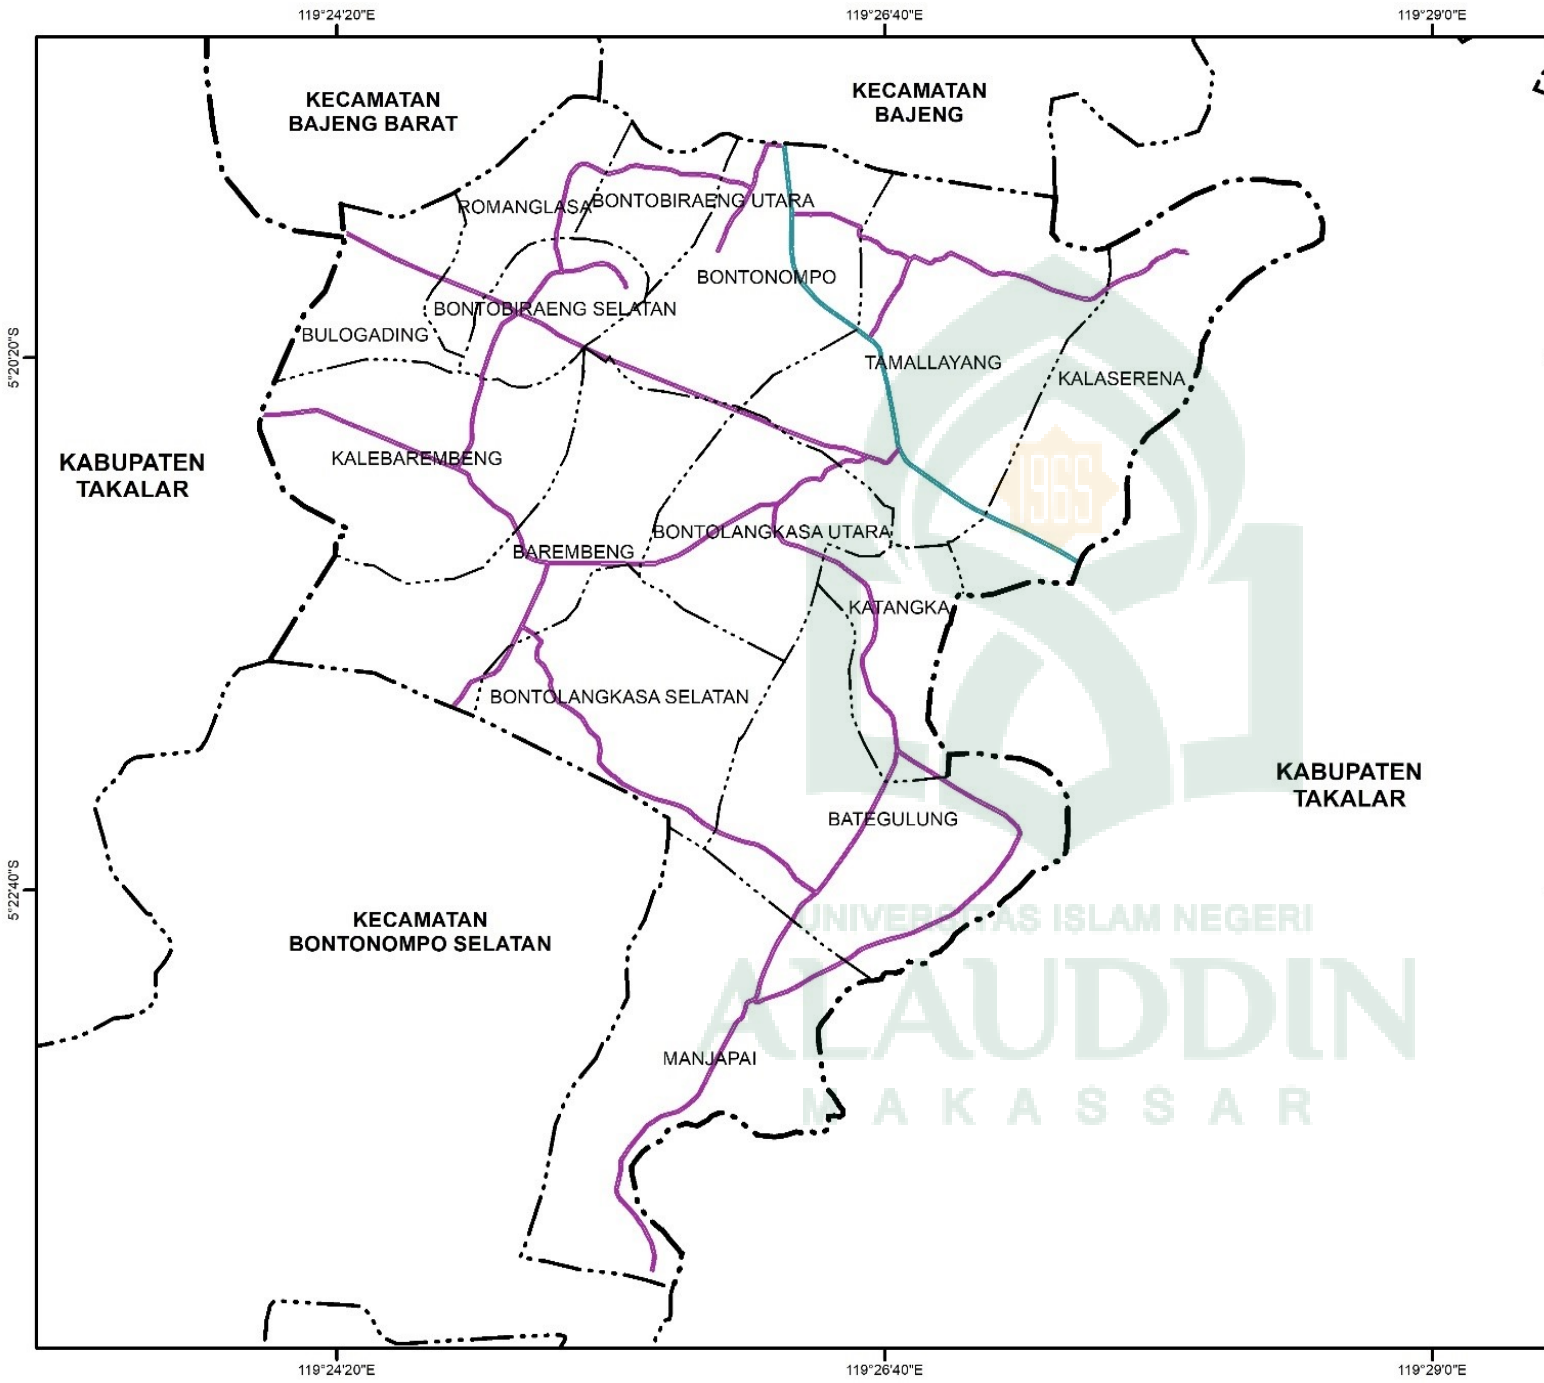 119°24'20"E
119°26'40"E
119°29'0"E
KECAMATAN
BAJENG BARAT
KECAMATAN
BAJENG
ROMANGLASA
BONTOBIRAENG UTARA
BONTONOMPO
BONTOBIRAENG SELATAN
BULOGADING
5°20'20"S
TAMALLAYANG
KALASERENA
KABUPATEN
TAKALAR
KALEBAREMBENG
1965
BONTOLANGKASA UTARA
BAREMBENG
KATANGKA
BONTOLANGKASA SELATAN
KABUPATEN
TAKALAR
BATEGULUNG
5°22'40"S
KECAMATAN
BONTONOMPO SELATAN
UNIVERSITAS ISLAM NEGERI
ALAUDDIN
MANJAPAI
MAKASSAR
119°24'20"E
119°26'40"E
119°29'0"E